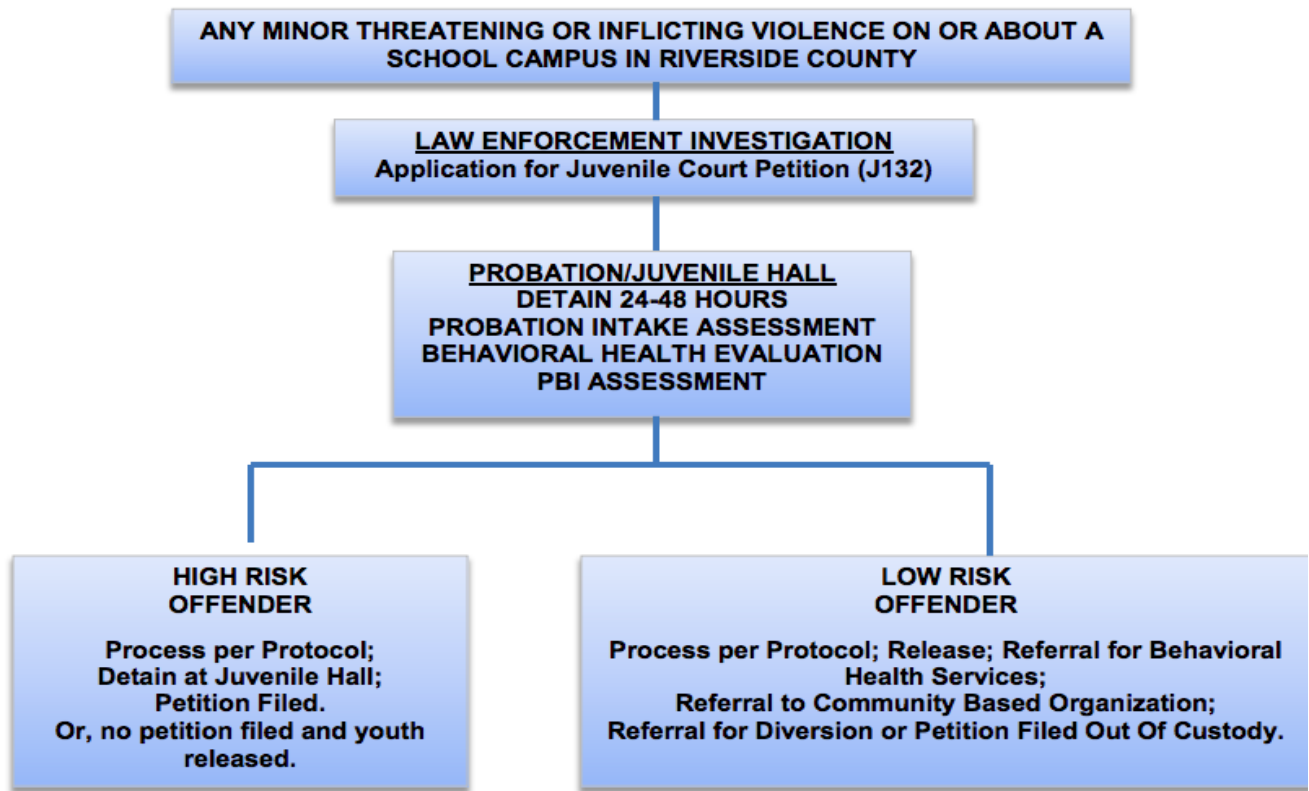 ANY MINOR THREATENING OR INFLICTING VIOLENCE ON OR ABOUT A
SCHOOL CAMPUS IN RIVERSIDE COUNTY
LAW ENFORCEMENT INVESTIGATION
Application for Juvenile Court Petition (J132)
PROBATION/JUVENILE HALL
DETAIN 24-48 HOURS
PROBATION INTAKE ASSESSMENT
BEHAVIORAL HEALTH EVALUATION
PBI ASSESSMENT
HIGH RISK
OFFENDER
Process per Protocol;
Detain at Juvenile Hall;
Petition Filed.
Or, no petition filed and youth
released.
LOW RISK
OFFENDER
Process per Protocol; Release; Referral for Behavioral
Health Services;
Referral to Community Based Organization;
Referral for Diversion or Petition Filed Out Of Custody.